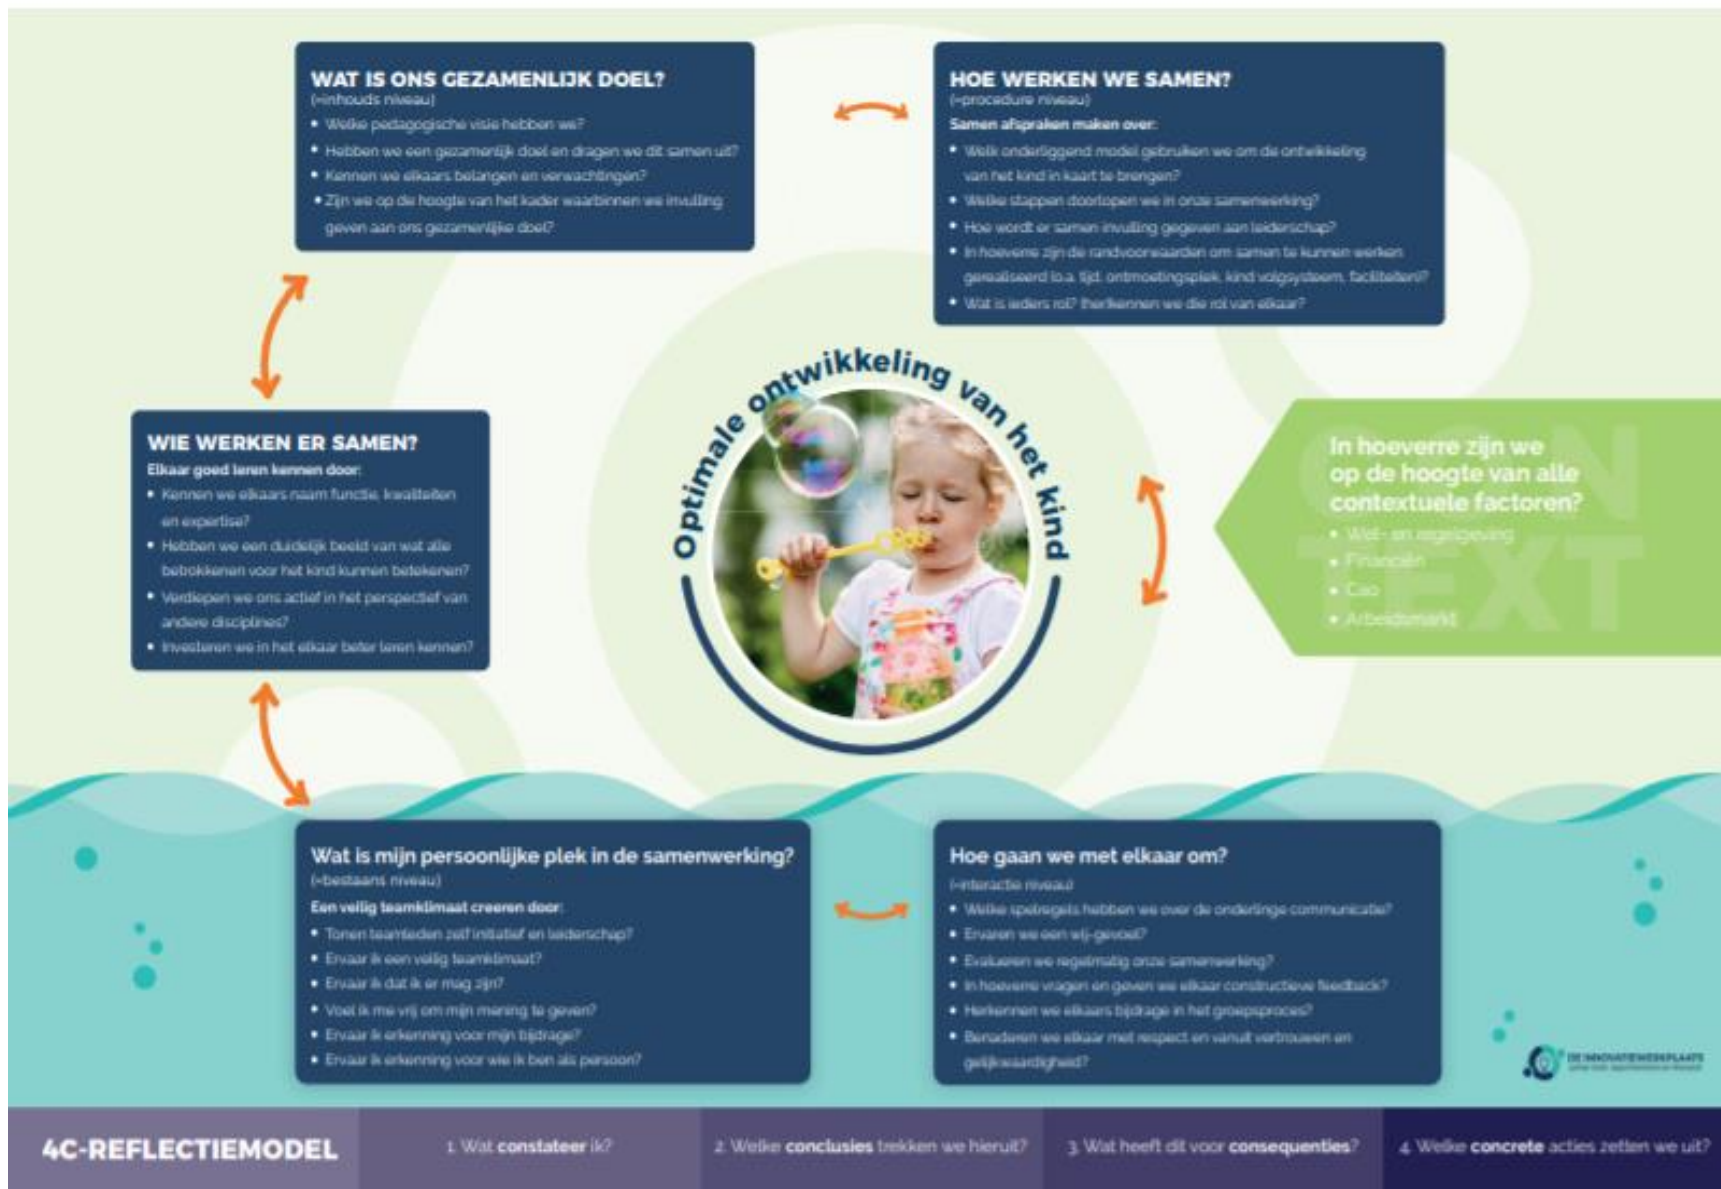 WAT IS ONS GEZAMENLIJK DOEL?
(=inhouds niveau)
• Welke pedagogische visie hebben we?
• Hebben we een gezamenlijk doel en dragen we dit samen uit?
• Kennen we elkaars belangen en verwachtingen?
• Zijn we op de hoogte van het kader waarbinnen we invulling
geven aan ons gezamenlijke doel?
HOE WERKEN WE SAMEN?
(=procedure niveau)
Samen afspraken maken over:
• Welk onderliggend model gebruiken we om de ontwikkeling
van het kind in kaart te brengen?
• Welke stappen doorlopen we in onze samenwerking?
• Hoe wordt er samen invulling gegeven aan leiderschap?
• In hoeverre zijn de randvoorwaarden om samen te kunnen werken
gerealiseerd (o.a. tijd, ontmoetingsplek, kind volgsysteem, faciliteiten)?
• Wat is ieders rol? (her)kennen we die rol van elkaar?
Optimale ontwikkeling van het kind
WIE WERKEN ER SAMEN?
Elkaar goed leren kennen door:
• Kennen we elkaars naam functie, kwaliteiten
en expertise?
• Hebben we een duidelijk beeld van wat alle
betrokkenen voor het kind kunnen betekenen?
• Verdiepen we ons actief in het perspectief van
andere disciplines?
• Investeren we in het elkaar beter leren kennen?
CON
TEXT
In hoeverre zijn we
op de hoogte van alle
contextuele factoren?
• Wet- en regelgeving
• Financiën
• Cao
• Arbeidsmarkt
Wat is mijn persoonlijke plek in de samenwerking?
(=bestaans niveau)
Een veilig teamklimaat creeren door:
• Tonen teamleden zelf initiatief en leiderschap?
• Ervaar ik een veilig teamklimaat?
• Ervaar ik dat ik er mag zijn?
• Voel ik me vrij om mijn mening te geven?
• Ervaar ik erkenning voor mijn bijdrage?
• Ervaar ik erkenning voor wie ik ben als persoon?
Hoe gaan we met elkaar om?
(=interactie niveau)
• Welke spelregels hebben we over de onderlinge communicatie?
• Ervaren we een wij-gevoel?
• Evalueren we regelmatig onze samenwerking?
• In hoeverre vragen en geven we elkaar constructieve feedback?
• Herkennen we elkaars bijdrage in het groepsproces?
• Benaderen we elkaar met respect en vanuit vertrouwen en
gelijkwaardigheid?
DE INNOVATIEWERKPLAATS
4C-REFLECTIEMODEL
1. Wat constateer ik?
2. Welke conclusies trekken we hieruit?
3. Wat heeft dit voor consequenties?
4. Welke concrete acties zetten we uit?